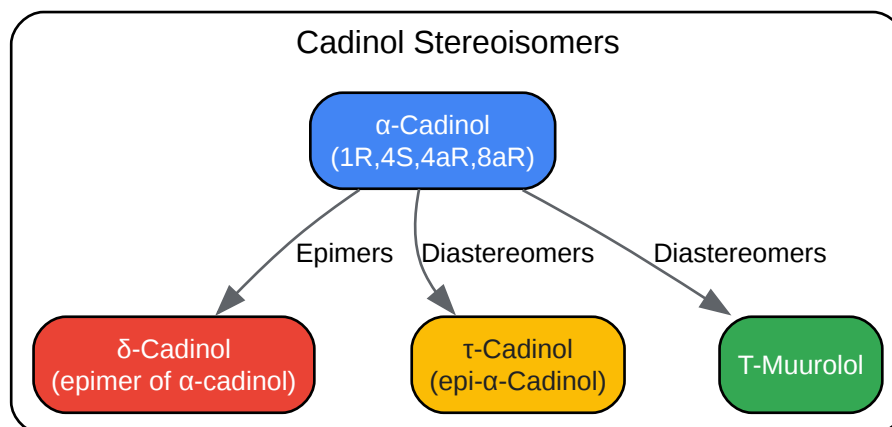 Cadinol Stereoisomers
α-Cadinol
(1R,4S,4aR,8aR)
Epimers
Diastereomers
Diastereomers
δ-Cadinol
(epimer of α-cadinol)
τ-Cadinol
(epi-α-Cadinol)
T-Muurolol